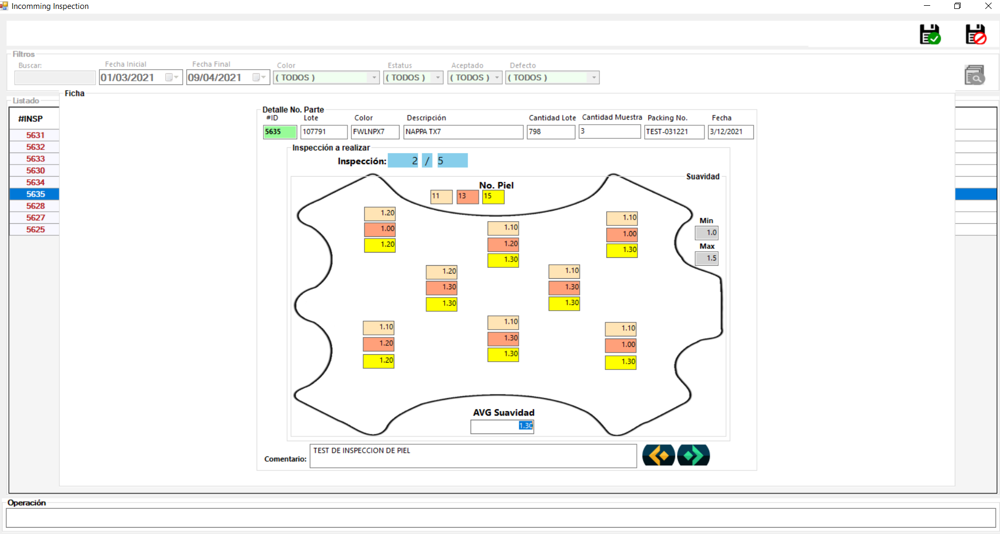 Incomming Inspection
Filtros
Buscar: Fecha Inicial Fecha Final Color Estatus Aceptado Defecto
01/03/2021 09/04/2021 ( TODOS ) ( TODOS ) ( TODOS ) ( TODOS )
Listado
Ficha
#INSP
5631
5632
5633
5630
5634
5635
5628
5627
5625
Detalle No. Parte
#ID Lote Color Descripción Cantidad Lote Cantidad Muestra Packing No. Fecha
5635 107791 FWLNPX7 NAPPA TX7 798 3 TEST-031221 3/12/2021
Inspección a realizar
Inspección: 2 / 5
Suavidad
No. Piel
11 13 15
1.20
1.00
1.20
1.10
1.20
1.30
1.10
1.00
1.30
Min
1.0
Max
1.5
1.20
1.30
1.30
1.10
1.30
1.30
1.10
1.20
1.20
1.10
1.30
1.30
1.10
1.00
1.30
AVG Suavidad
1.30
Comentario: TEST DE INSPECCION DE PIEL
Operación